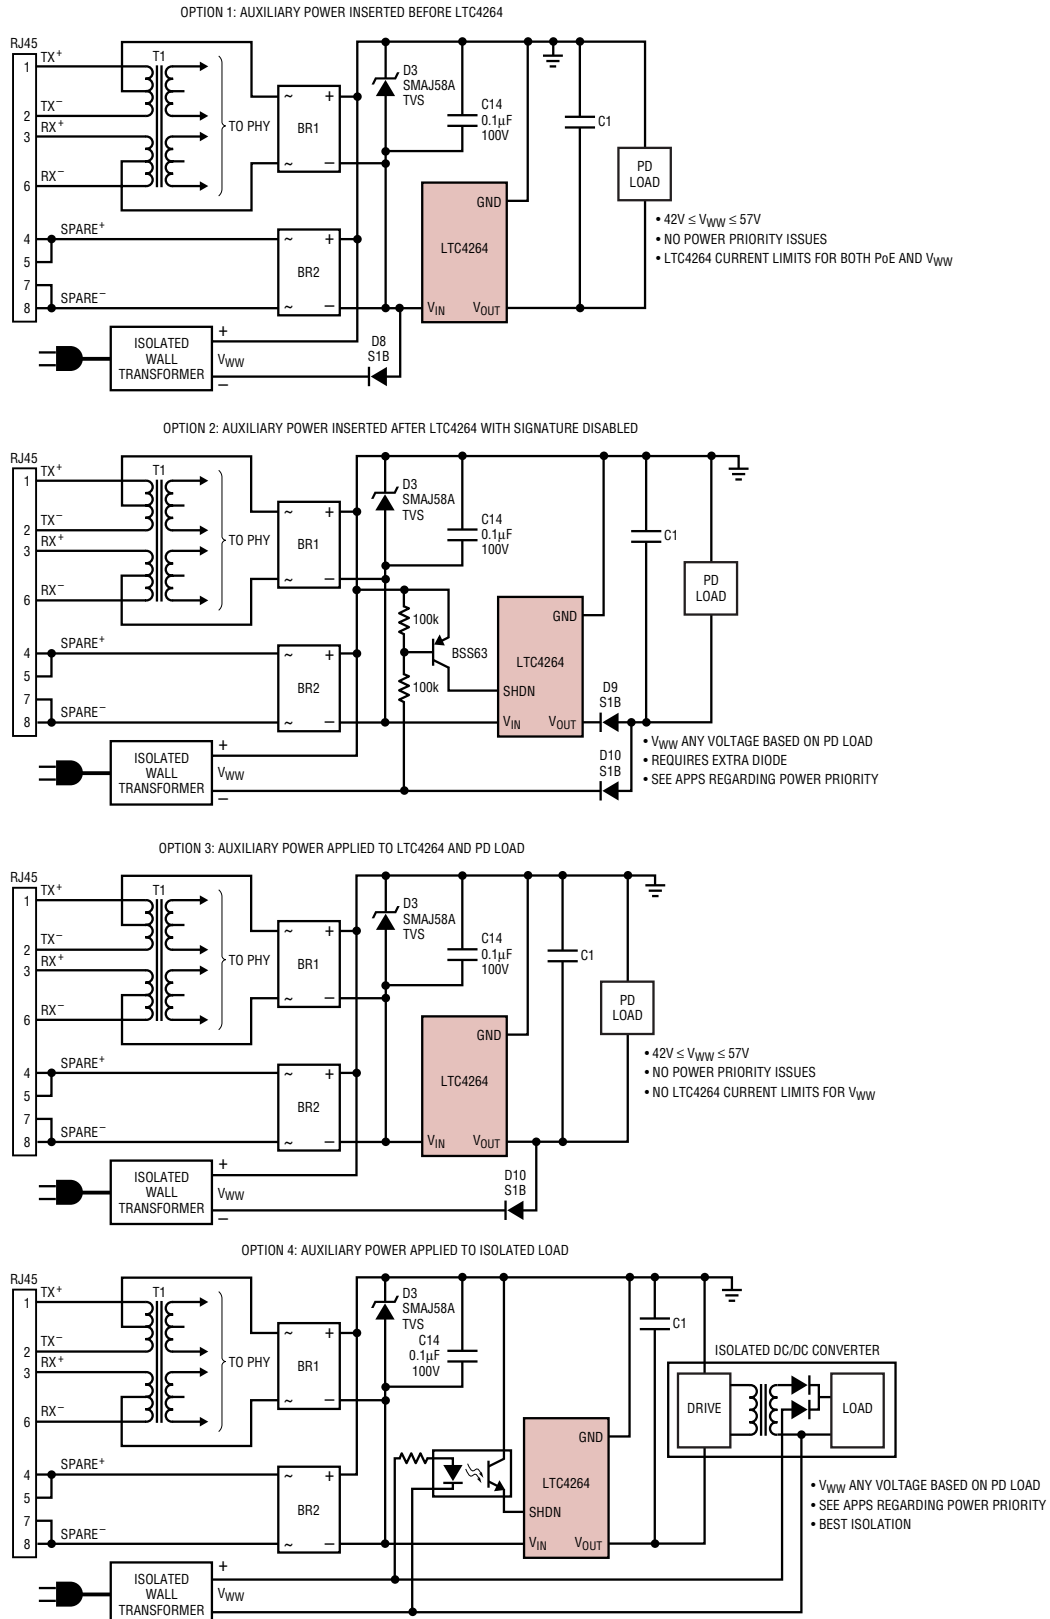 OPTION 1: AUXILIARY POWER INSERTED BEFORE LTC4264
RJ45
1
TX+
2
TX−
3
RX+
6
RX−
T1
TO PHY
4
SPARE+
5
7
8
SPARE−
~ +
BR1
~ −
~ +
BR2
~ −
D3
SMAJ58A
TVS
C14
0.1µF
100V
C1
GND
LTC4264
VIN VOUT
PD
LOAD
• 42V ≤ VWW ≤ 57V
• NO POWER PRIORITY ISSUES
• LTC4264 CURRENT LIMITS FOR BOTH PoE AND VWW
ISOLATED
WALL
TRANSFORMER
+
VWW
−
D8
S1B
OPTION 2: AUXILIARY POWER INSERTED AFTER LTC4264 WITH SIGNATURE DISABLED
RJ45
1
TX+
2
TX−
3
RX+
6
RX−
T1
TO PHY
4
SPARE+
5
7
8
SPARE−
~ +
BR1
~ −
~ +
BR2
~ −
D3
SMAJ58A
TVS
C14
0.1µF
100V
100k
100k
BSS63
GND
LTC4264
SHDN
VIN VOUT
C1
PD
LOAD
D9
S1B
D10
S1B
• VWW ANY VOLTAGE BASED ON PD LOAD
• REQUIRES EXTRA DIODE
• SEE APPS REGARDING POWER PRIORITY
ISOLATED
WALL
TRANSFORMER
+
VWW
−
OPTION 3: AUXILIARY POWER APPLIED TO LTC4264 AND PD LOAD
RJ45
1
TX+
2
TX−
3
RX+
6
RX−
T1
TO PHY
4
SPARE+
5
7
8
SPARE−
~ +
BR1
~ −
~ +
BR2
~ −
D3
SMAJ58A
TVS
C14
0.1µF
100V
C1
GND
LTC4264
VIN VOUT
PD
LOAD
• 42V ≤ VWW ≤ 57V
• NO POWER PRIORITY ISSUES
• NO LTC4264 CURRENT LIMITS FOR VWW
ISOLATED
WALL
TRANSFORMER
+
VWW
−
D10
S1B
OPTION 4: AUXILIARY POWER APPLIED TO ISOLATED LOAD
RJ45
1
TX+
2
TX−
3
RX+
6
RX−
T1
TO PHY
4
SPARE+
5
7
8
SPARE−
~ +
BR1
~ −
~ +
BR2
~ −
D3
SMAJ58A
TVS
C14
0.1µF
100V
C1
ISOLATED DC/DC CONVERTER
DRIVE
LOAD
GND
LTC4264
SHDN
VIN VOUT
• VWW ANY VOLTAGE BASED ON PD LOAD
• SEE APPS REGARDING POWER PRIORITY
• BEST ISOLATION
ISOLATED
WALL
TRANSFORMER
+
VWW